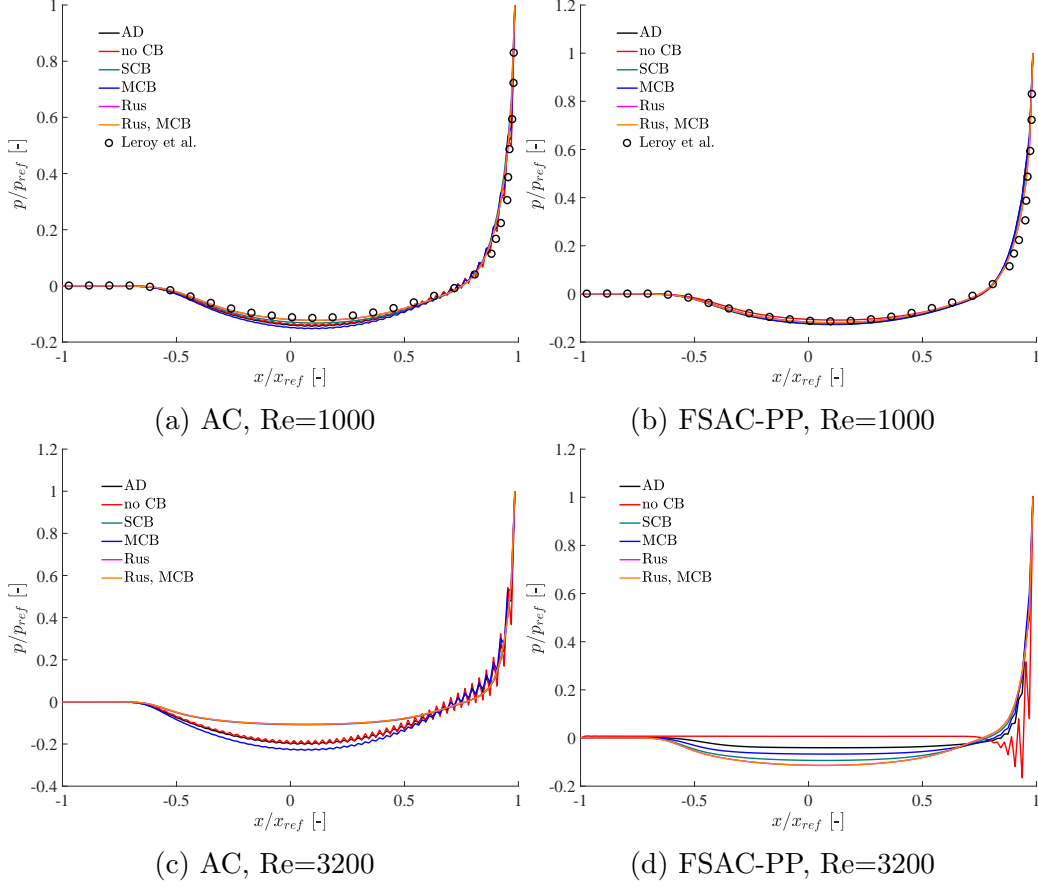 1
0.8
0.6
0.4
0.2
0
-0.2
-1
-0.5
0
0.5
1
p/p_ref [-]
x/x_ref [-]
AD
no CB
SCB
MCB
Rus
Rus, MCB
Leroy et al.
(a) AC, Re=1000
1.2
1
0.8
0.6
0.4
0.2
0
-0.2
-1
-0.5
0
0.5
1
p/p_ref [-]
x/x_ref [-]
AD
no CB
SCB
MCB
Rus
Rus, MCB
Leroy et al.
(b) FSAC-PP, Re=1000
1.2
1
0.8
0.6
0.4
0.2
0
-0.2
-0.4
-1
-0.5
0
0.5
1
p/p_ref [-]
x/x_ref [-]
AD
no CB
SCB
MCB
Rus
Rus, MCB
(c) AC, Re=3200
1.2
1
0.8
0.6
0.4
0.2
0
-0.2
-1
-0.5
0
0.5
1
p/p_ref [-]
x/x_ref [-]
AD
no CB
SCB
MCB
Rus
Rus, MCB
(d) FSAC-PP, Re=3200